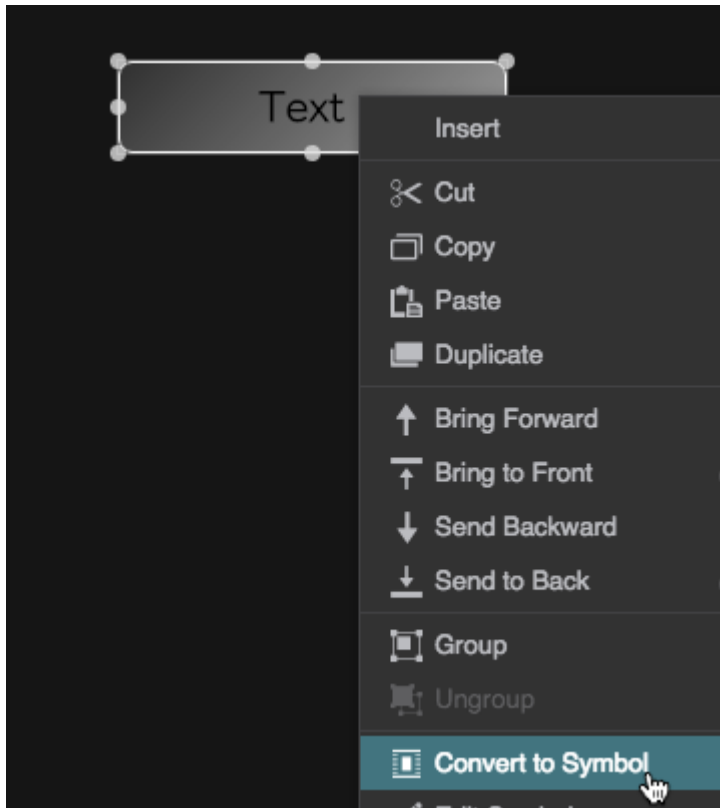 Text
Insert
Cut
Copy
Paste
Duplicate
Bring Forward
Bring to Front
Send Backward
Send to Back
Group
Ungroup
Convert to Symbol